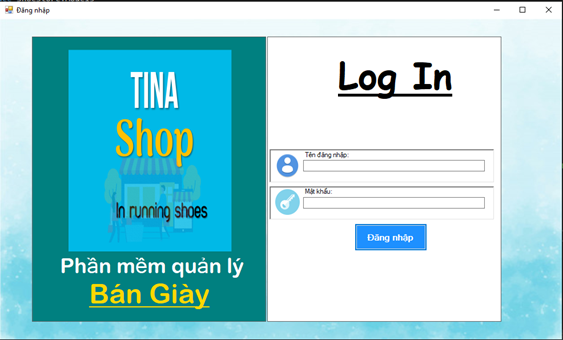 Đăng nhập
TINA
Shop
In running shoes
Phần mềm quản lý
Bán Giày
Log In
Tên đăng nhập:
Mật khẩu:
Đăng nhập